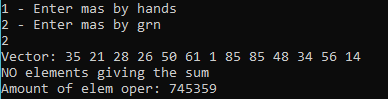 1 - Enter mas by hands
2 - Enter mas by grn
2
Vector: 35 21 28 26 50 61 1 85 85 48 34 56 14
NO elements giving the sum
Amount of elem oper: 745359